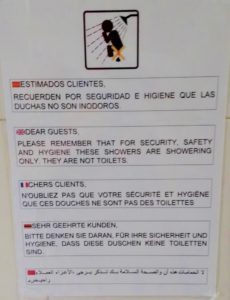 ESTIMADOS CLIENTES,
RECUERDEN POR SEGURIDAD E HIGIENE QUE LAS
DUCHAS NO SON INODOROS.
DEAR GUESTS,
PLEASE REMEMBER THAT FOR SECURITY, SAFETY
AND HYGIENE THESE SHOWERS ARE SHOWERING
ONLY. THEY ARE NOT TOILETS.
CHERS CLIENTS,
N'OUBLIEZ PAS QUE VOTRE SÉCURITÉ ET HYGIÈNE
QUE CES DOUCHES NE SONT PAS DES TOILETTES
SEHR GEEHRTE KUNDEN,
BITTE DENKEN SIE DARAN, FÜR IHRE SICHERHEIT UND
HYGIENE, DASS DIESE DUSCHEN KEINE TOILETTEN
SIND.